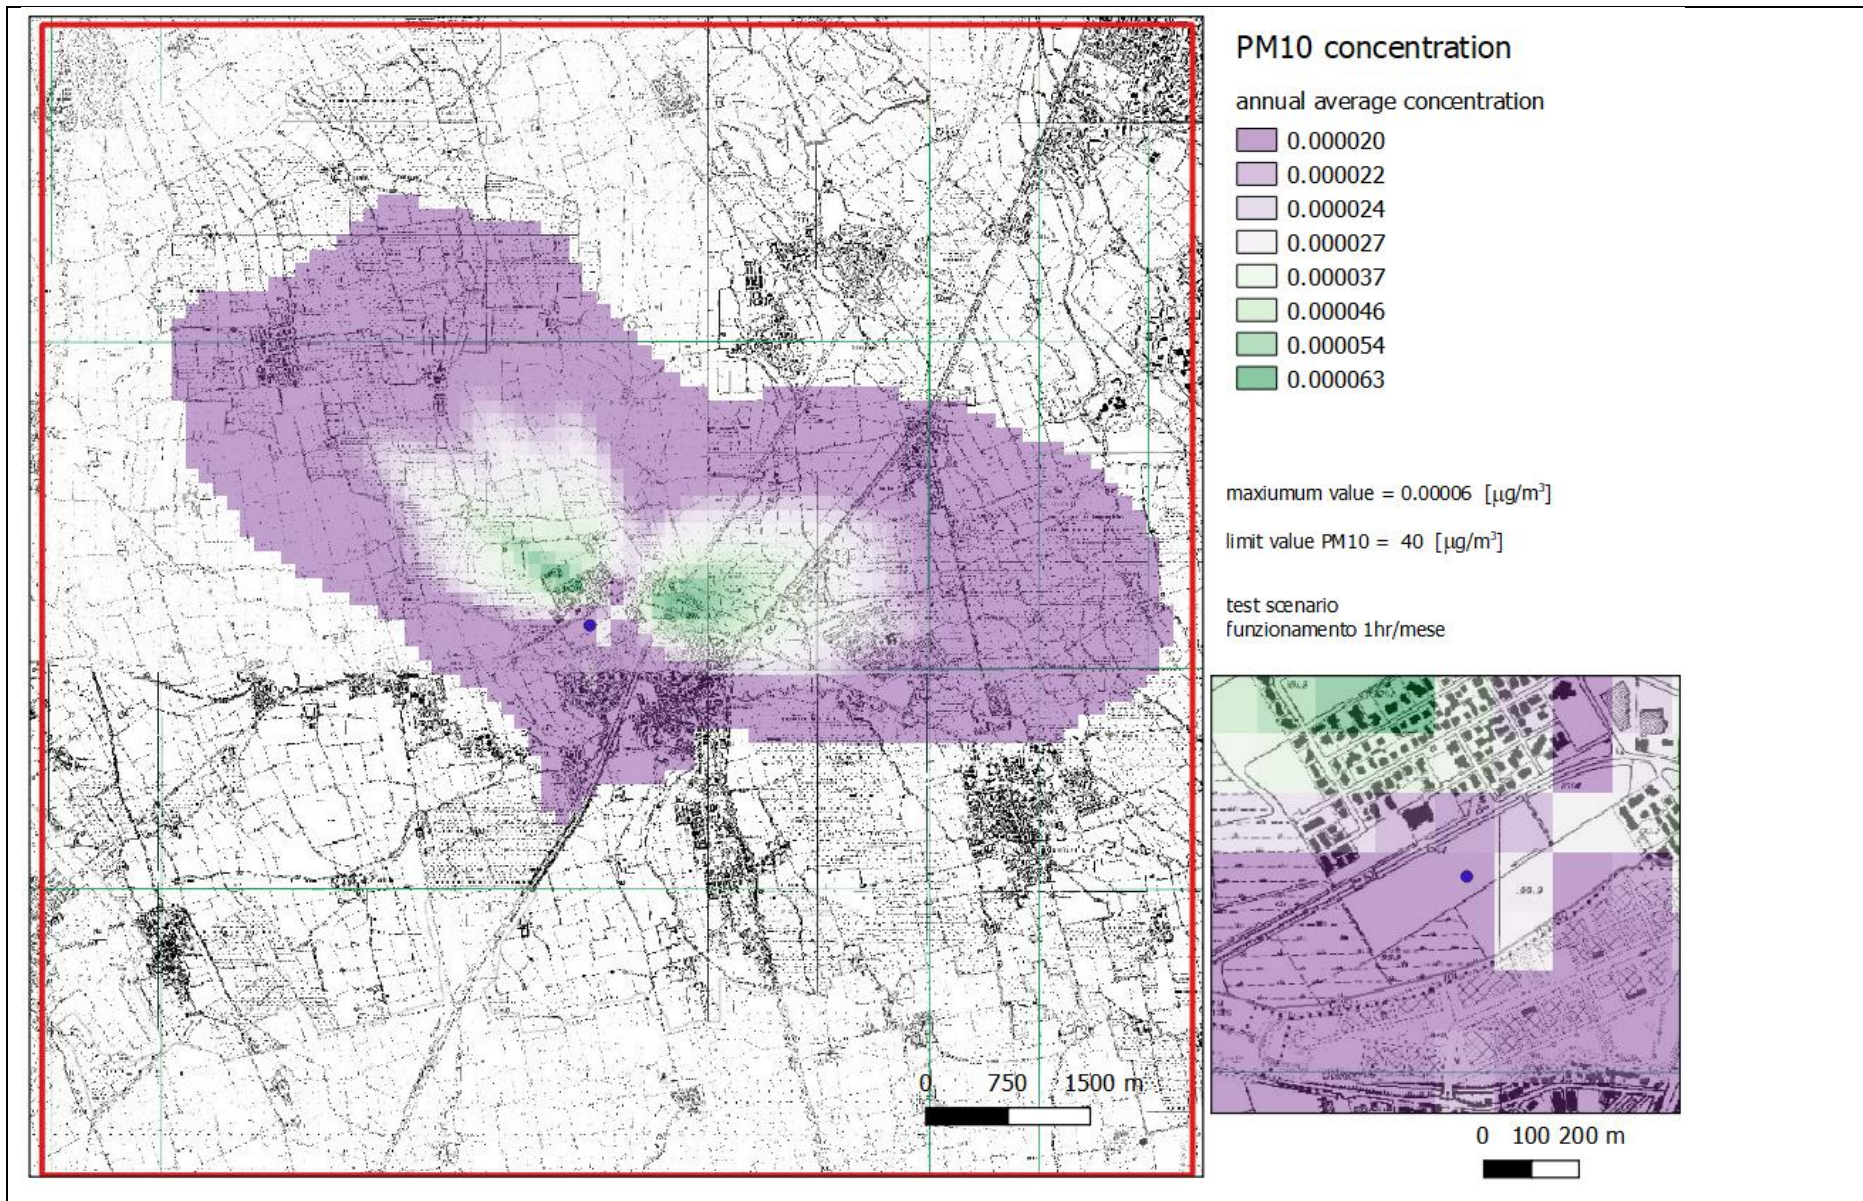 PM10 concentration
annual average concentration
0.000020
0.000022
0.000024
0.000027
0.000037
0.000046
0.000054
0.000063
maxiumum value = 0.00006 [µg/m³]
limit value PM10 = 40 [µg/m³]
test scenario
funzionamento 1hr/mese
0 750 1500 m
0 100 200 m